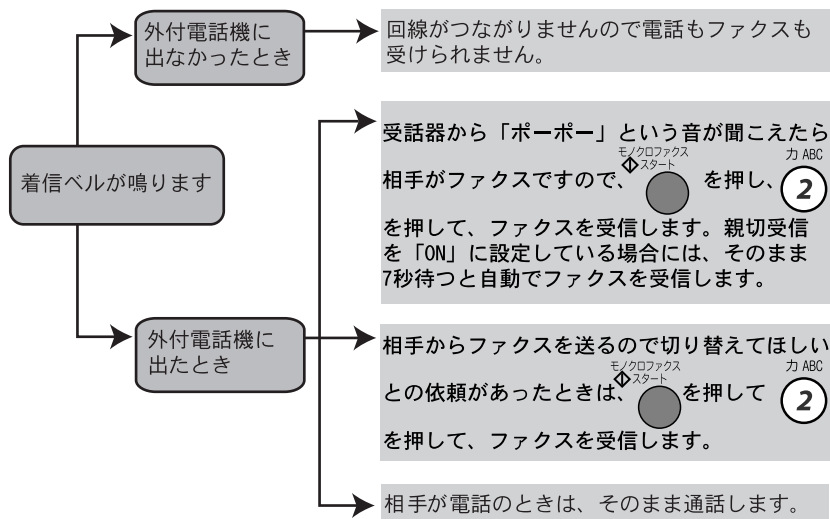 外付電話機に
出なかったとき
回線がつながりませんので電話もファクスも
受けられません。
着信ベルが鳴ります
受話器から「ポーポー」という音が聞こえたら
モノクロファクス
スタート
カ ABC
相手がファクスですので、 を押し、 2
を押して、ファクスを受信します。親切受信
を「ON」に設定している場合には、そのまま
7秒待つと自動でファクスを受信します。
外付電話機に
出たとき
相手からファクスを送るので切り替えてほしい
モノクロファクス
スタート
カ ABC
との依頼があったときは、 を押して 2
を押して、ファクスを受信します。
相手が電話のときは、そのまま通話します。